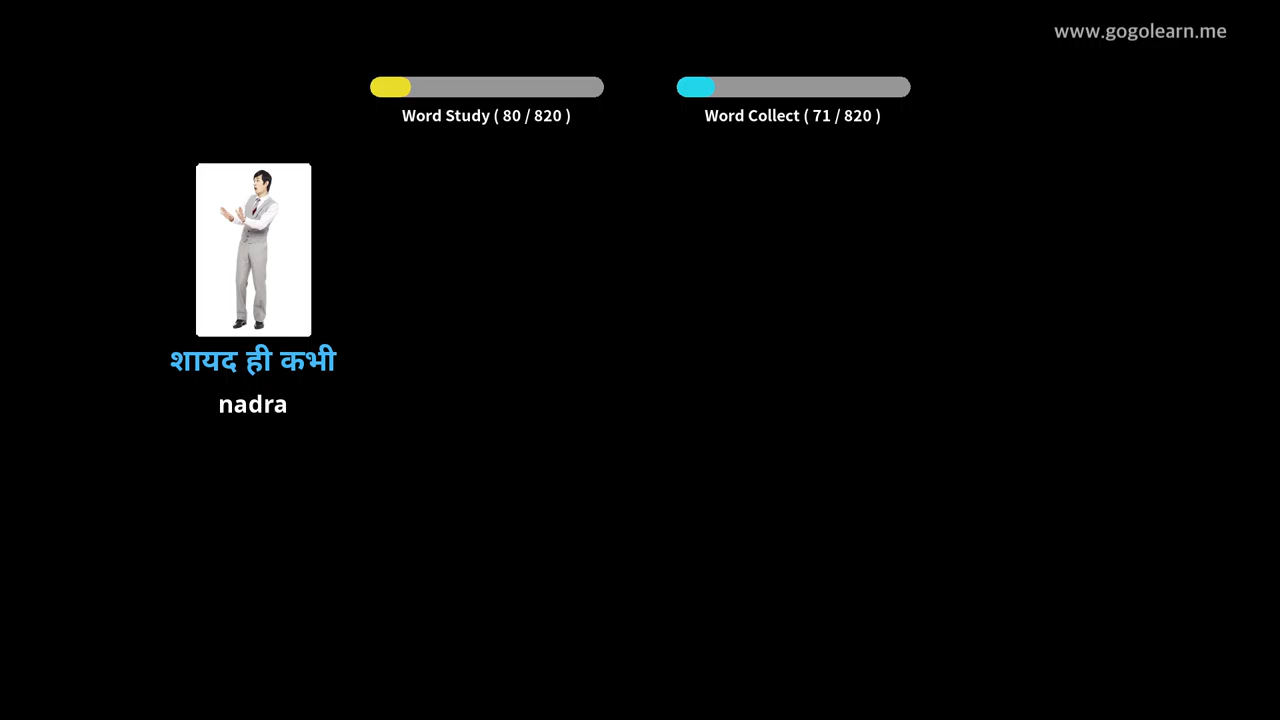 www.gogolearn.me
Word Study ( 80 / 820 )
Word Collect ( 71 / 820 )
शायद ही कभी
nadra